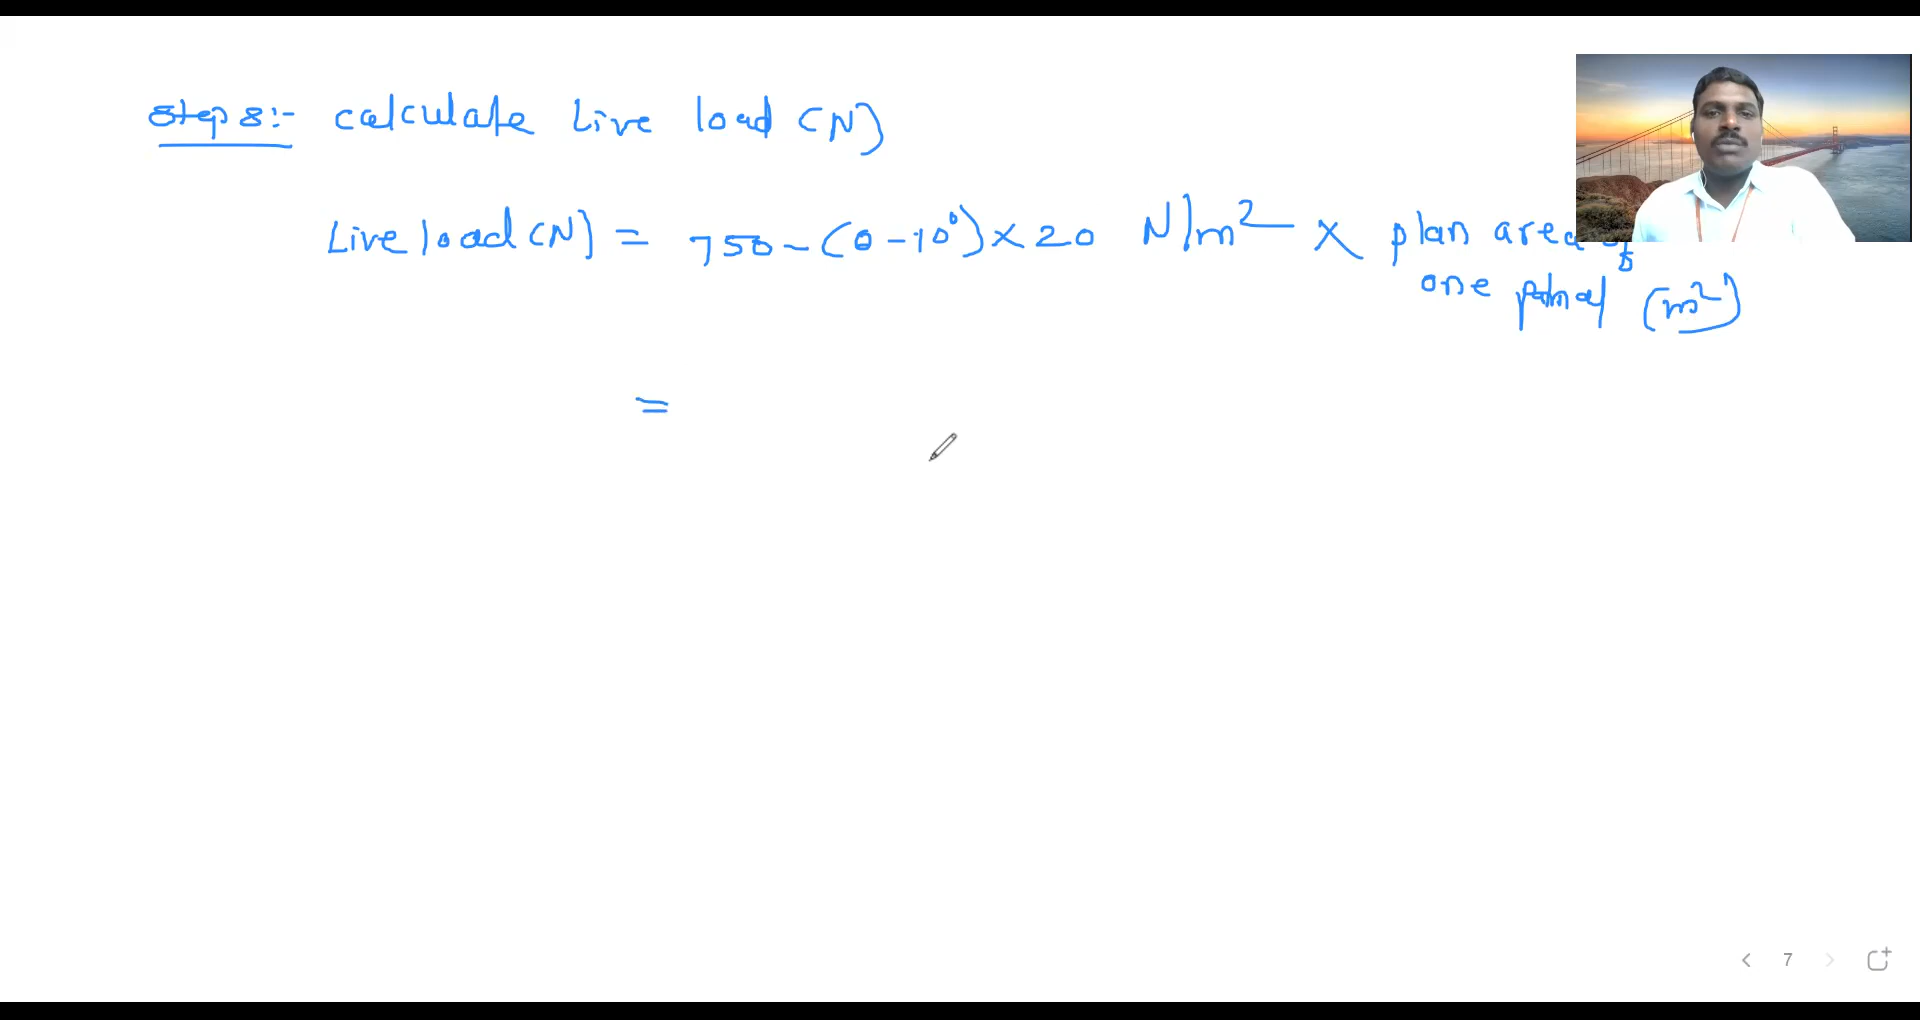 Step 8:- calculate Live load (N)
Live load (N) = 750 - (θ - 10°) x 20 N/m² x plan area of
one panel (m²)
=
7